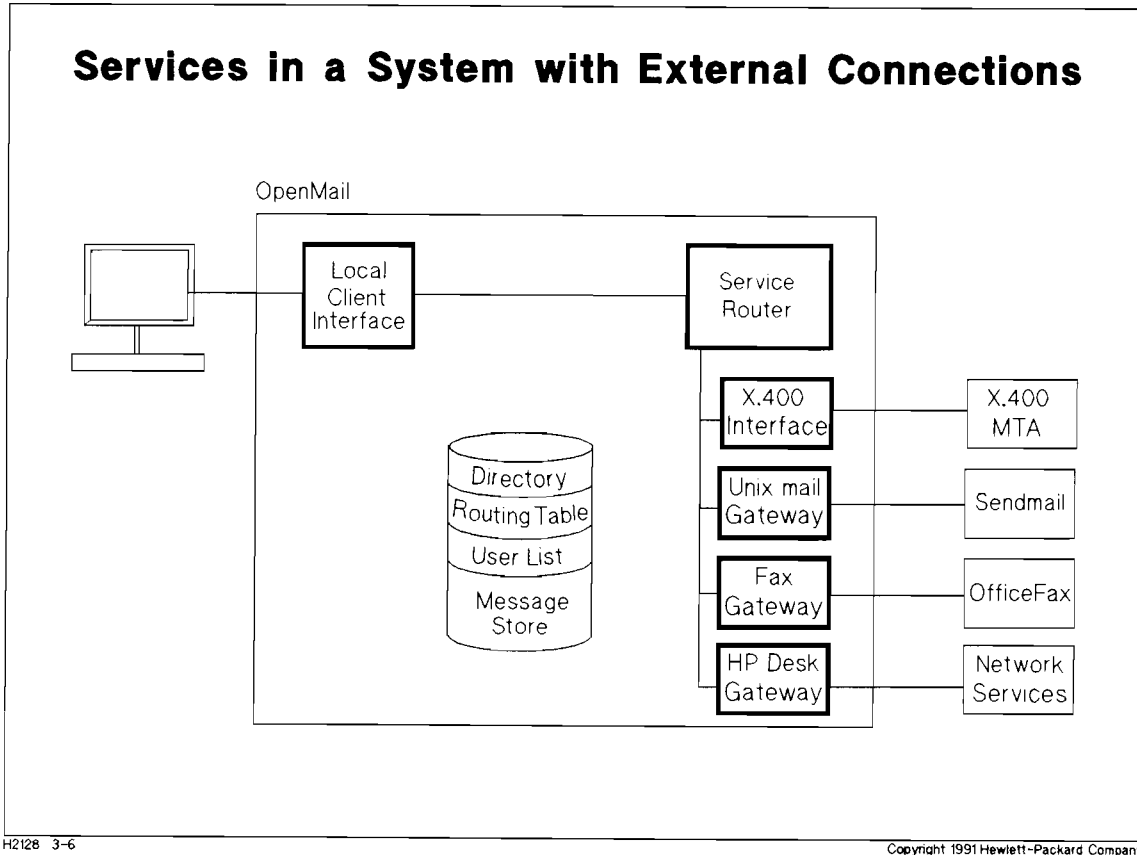 Services in a System with External Connections
OpenMail
Local
Client
Interface
Service
Router
X.400
Interface
X.400
MTA
Unix mail
Gateway
Sendmail
Fax
Gateway
OfficeFax
HP Desk
Gateway
Network
Services
Directory
Routing Table
User List
Message
Store
H2128 3-6
Copyright 1991 Hewlett-Packard Compan